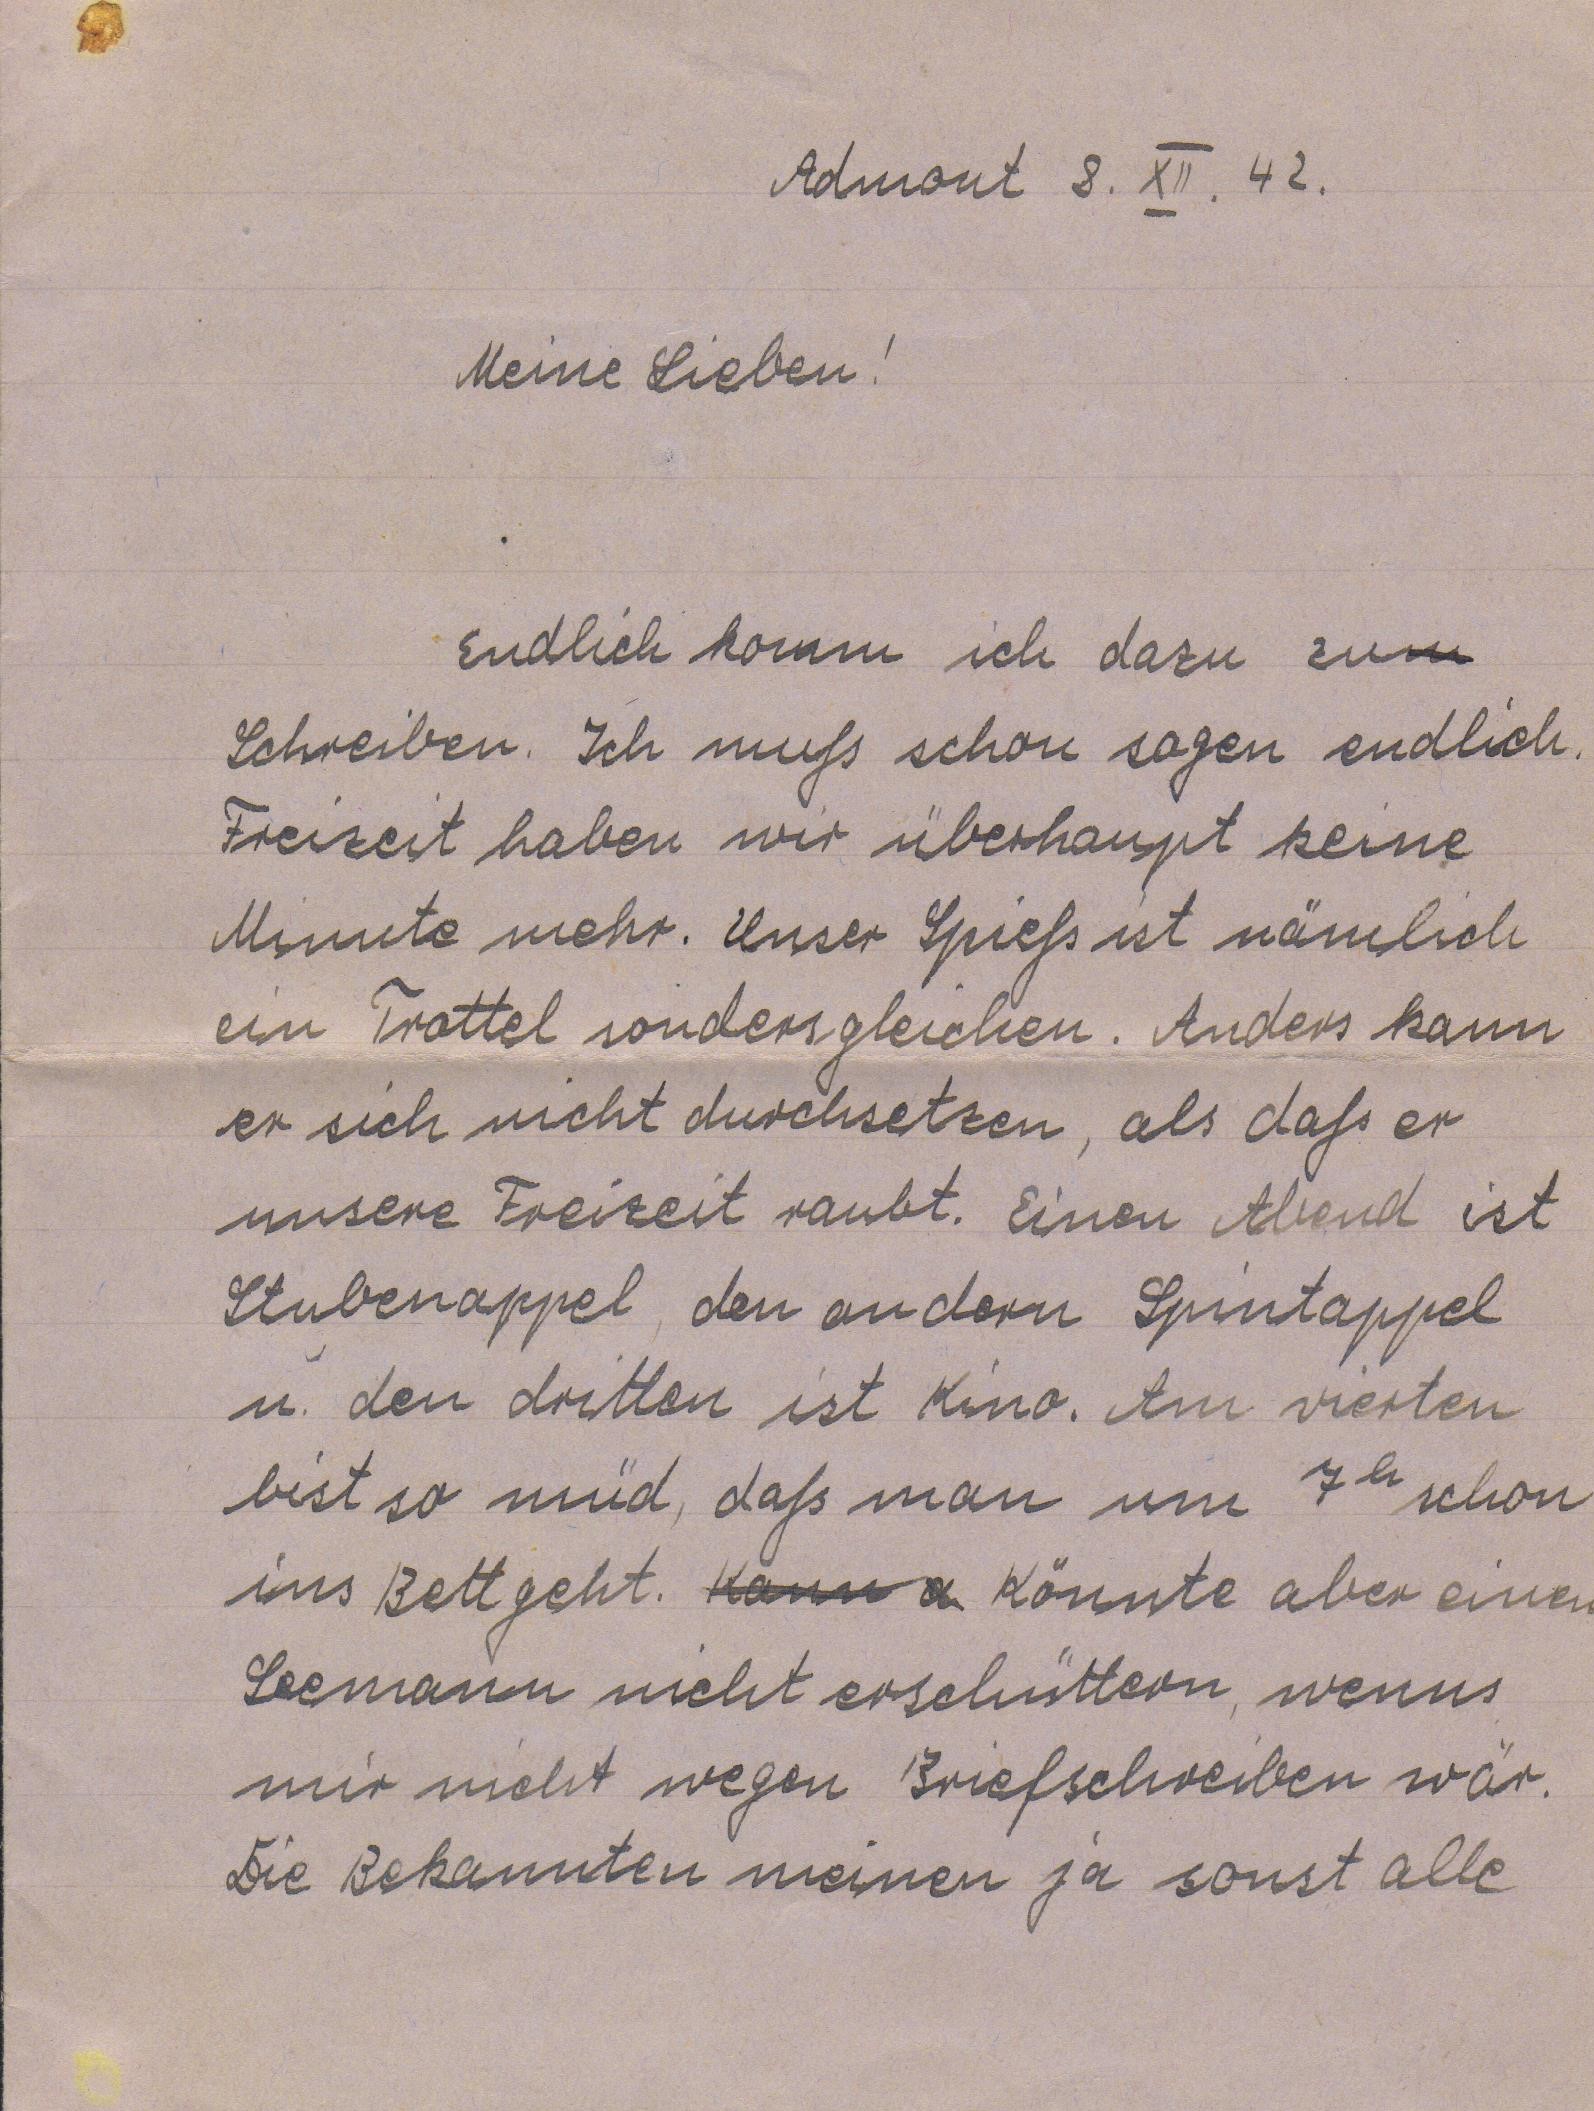 Admont 8. XII. 42.
Meine Lieben!
Endlich komm ich dazu zum
Schreiben. Ich muß schon sagen endlich.
Freizeit haben wir überhaupt keine
Minute mehr. Unser Spieß ist nämlich
ein Trottel sondersgleichen. Anders kann
er sich nicht durchsetzen, als daß er
unsere Freizeit raubt. Einen Abend ist
Stubenappel, den andern Spintappel
u. den dritten ist Kino. Am vierten
bist so müd, daß man um 7h schon
ins Bett geht. Kann a Könnte aber einen
Seemann nicht erschüttern, wenns
mir nicht wegen Briefschreiben wär.
Die Bekannten meinen ja sonst alle